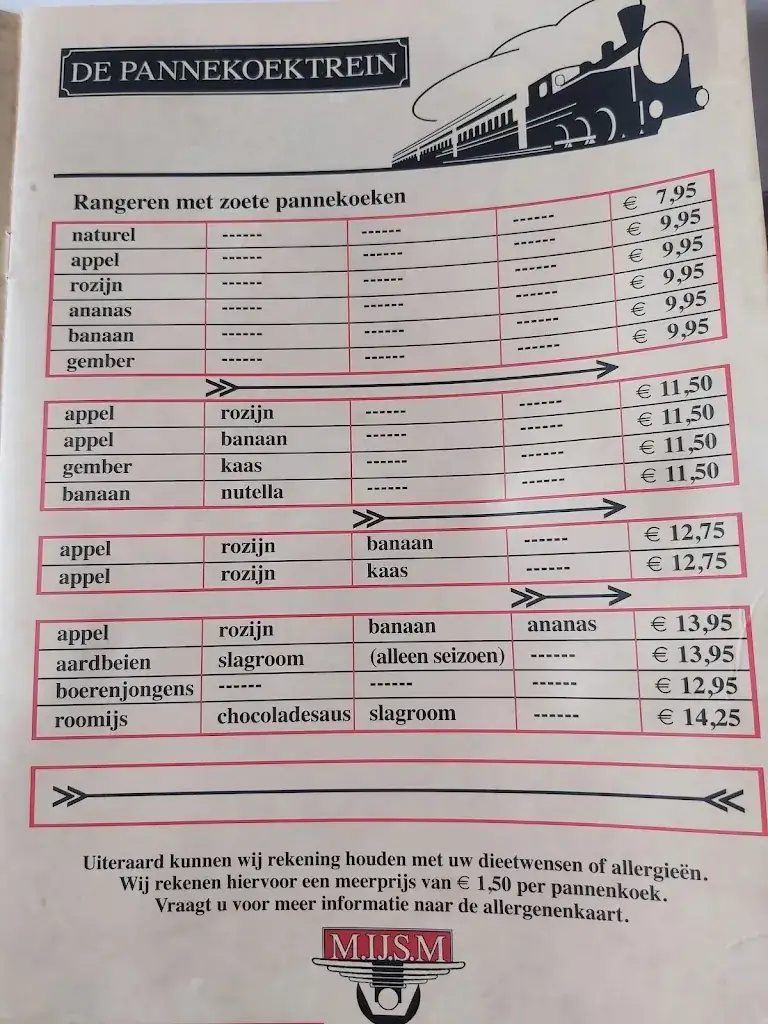 DE PANNEKOEKTREIN
Rangeren met zoete pannekoeken
naturel ------ ------ ------ € 7,95
appel ------ ------ ------ € 9,95
rozijn ------ ------ ------ € 9,95
ananas ------ ------ ------ € 9,95
banaan ------ ------ ------ € 9,95
gember ------ ------ ------ € 9,95
appel rozijn ------ ------ € 11,50
appel banaan ------ ------ € 11,50
gember kaas ------ ------ € 11,50
banaan nutella ------ ------ € 11,50
appel rozijn banaan ------ € 12,75
appel rozijn kaas ------ € 12,75
appel rozijn banaan ananas € 13,95
aardbeien slagroom (alleen seizoen) ------ € 13,95
boerenjongens ------ ------ ------ € 12,95
roomijs chocoladesaus slagroom ------ € 14,25
Uiteraard kunnen wij rekening houden met uw dieetwensen of allergieën.
Wij rekenen hiervoor een meerprijs van € 1,50 per pannenkoek.
Vraagt u voor meer informatie naar de allergenenkaart.
M.IJ.S.M